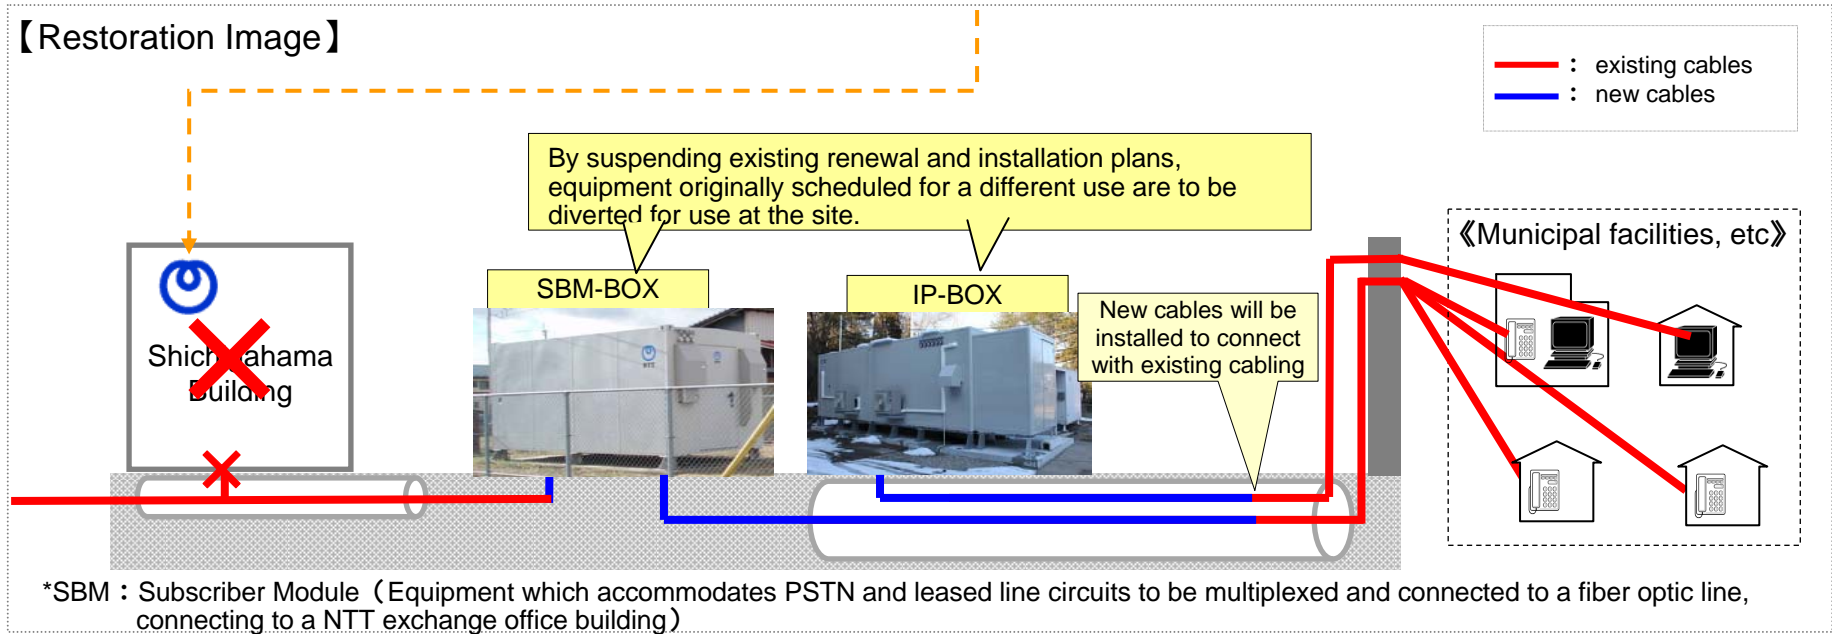 【Restoration Image】
： existing cables
： new cables
By suspending existing renewal and installation plans,
equipment originally scheduled for a different use are to be
diverted for use at the site.
《Municipal facilities, etc》
SBM-BOX
IP-BOX
New cables will be
installed to connect
with existing cabling
Shichigahama
Building
*SBM：Subscriber Module（Equipment which accommodates PSTN and leased line circuits to be multiplexed and connected to a fiber optic line,
connecting to a NTT exchange office building）